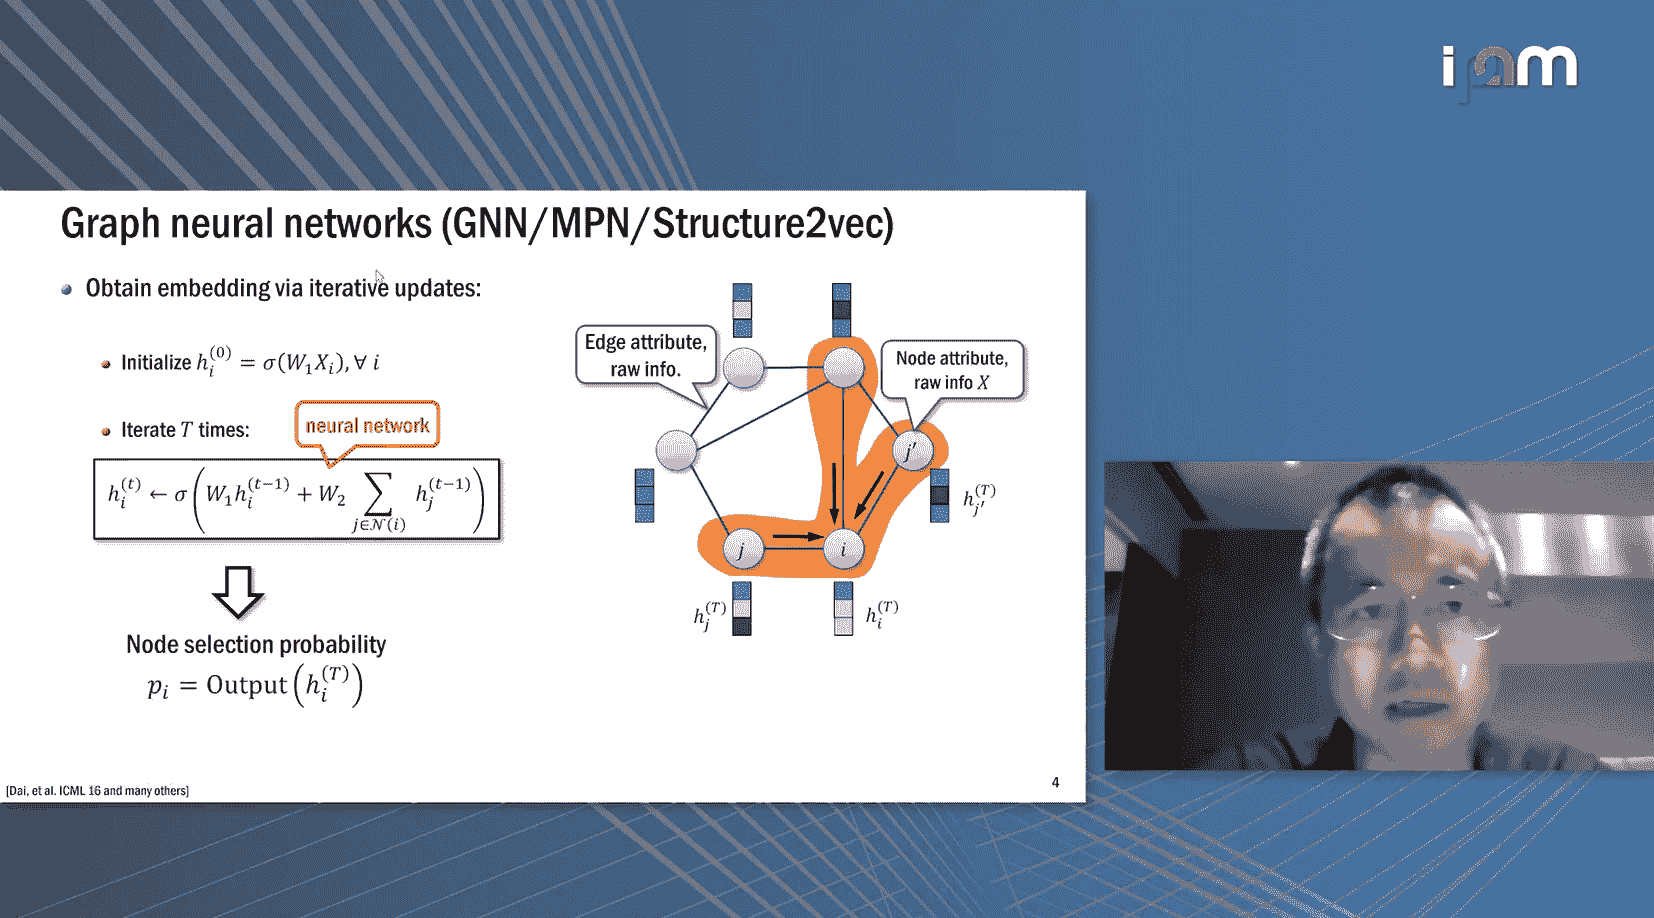 ipam
Graph neural networks (GNN/MPN/Structure2vec)
Obtain embedding via iterative updates:
Initialize h_i^{(0)} = σ(W_1 X_i), ∀ i
Iterate T times:
neural network
h_i^{(t)} ← σ(W_1 h_i^{(t−1)} + W_2 ∑_{j∈𝒩(i)} h_j^{(t−1)})
Node selection probability
p_i = Output(h_i^{(T)})
Edge attribute,
raw info.
Node attribute,
raw info X
j'
h_{j'}^{(T)}
j
i
h_j^{(T)}
h_i^{(T)}
[Dai, et al. ICML 16 and many others]
4